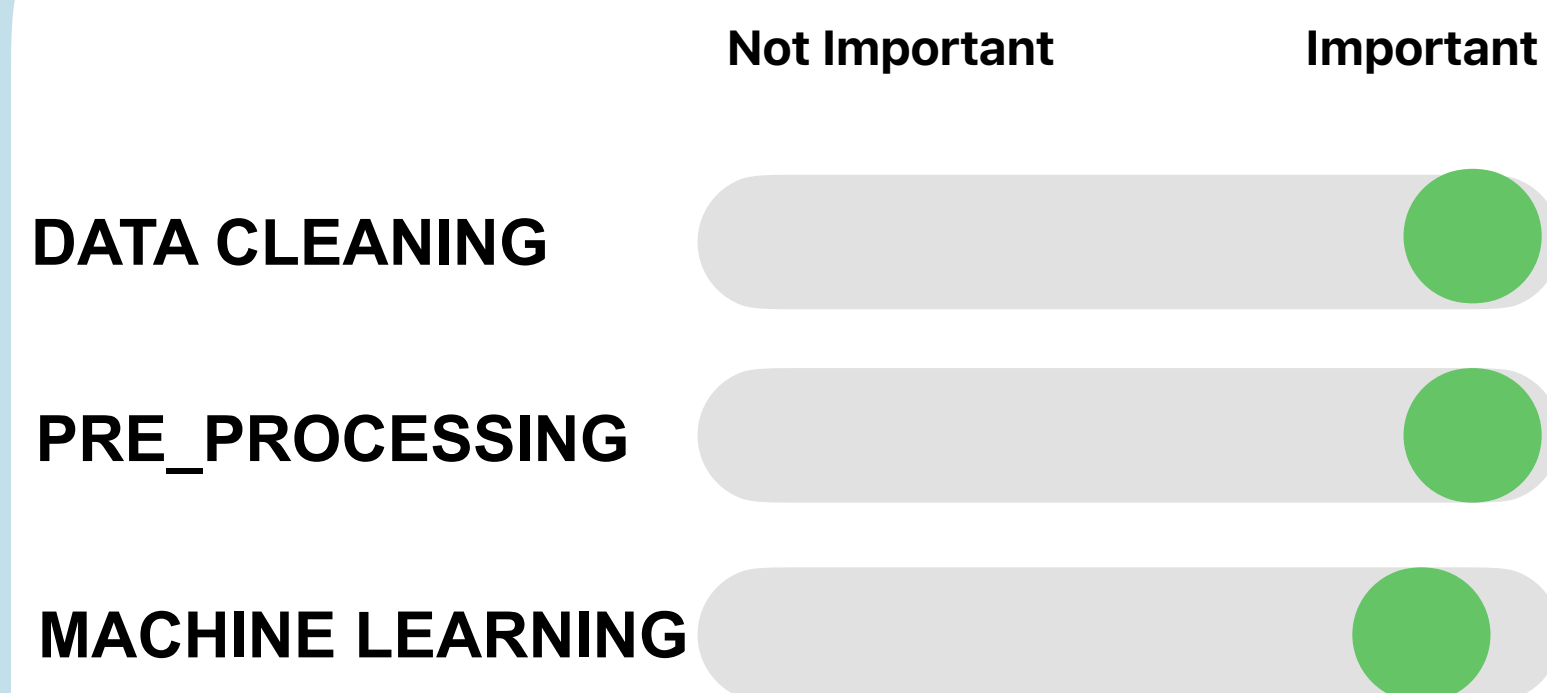 Not Important Important
DATA CLEANING
PRE_PROCESSING
MACHINE LEARNING